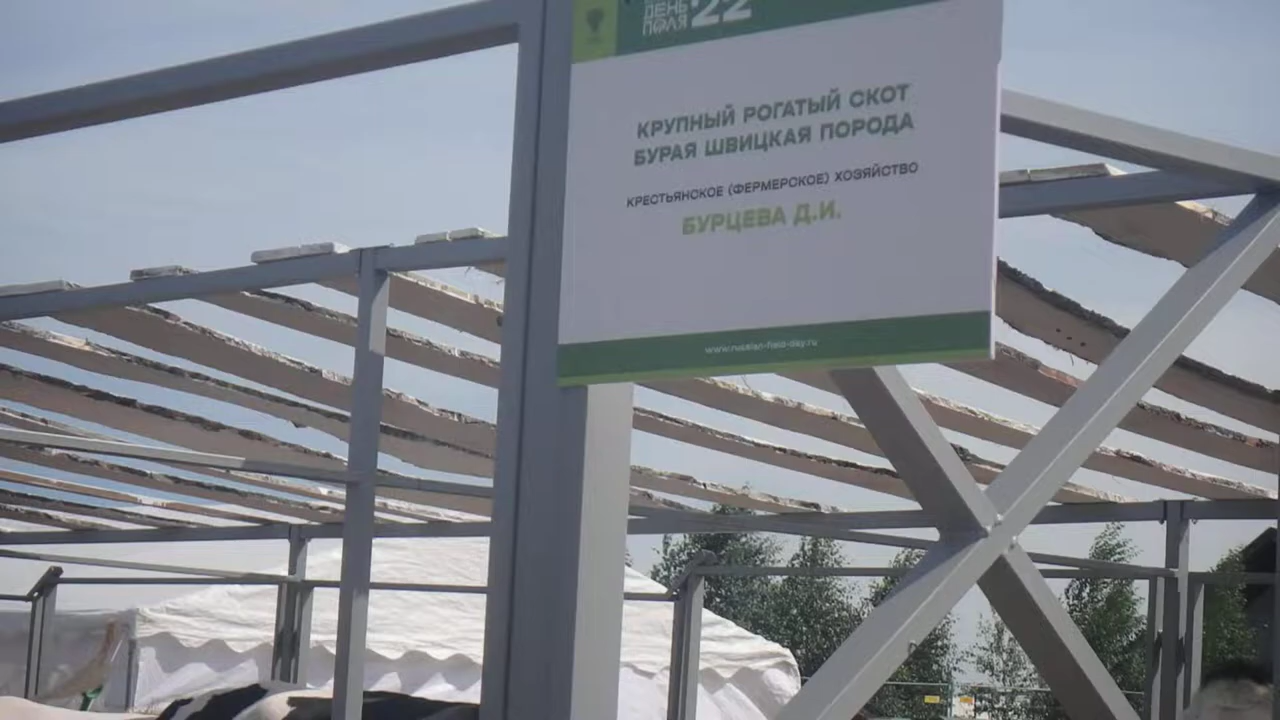 ДЕНЬ
ПОЛЯ 22
КРУПНЫЙ РОГАТЫЙ СКОТ
БУРАЯ ШВИЦКАЯ ПОРОДА
КРЕСТЬЯНСКОЕ (ФЕРМЕРСКОЕ) ХОЗЯЙСТВО
БУРЦЕВА Д.И.
www.russian-field-day.ru